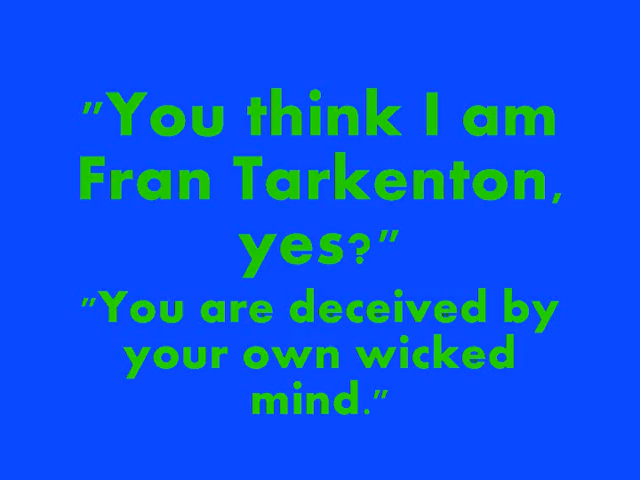 "You think I am
Fran Tarkenton,
yes?"
"You are deceived by
your own wicked
mind."